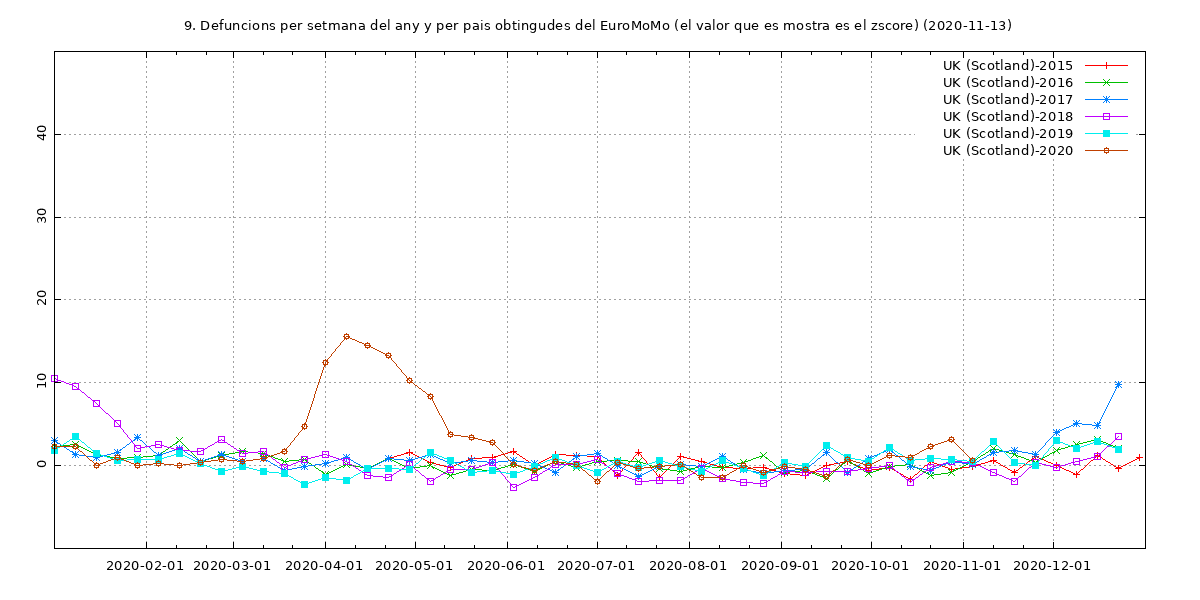 9. Defuncions per setmana del any y per pais obtingudes del EuroMoMo (el valor que es mostra es el zscore) (2020-11-13)
UK (Scotland)-2015
UK (Scotland)-2016
UK (Scotland)-2017
UK (Scotland)-2018
UK (Scotland)-2019
UK (Scotland)-2020
40
30
20
10
0
2020-02-01 2020-03-01 2020-04-01 2020-05-01 2020-06-01 2020-07-01 2020-08-01 2020-09-01 2020-10-01 2020-11-01 2020-12-01